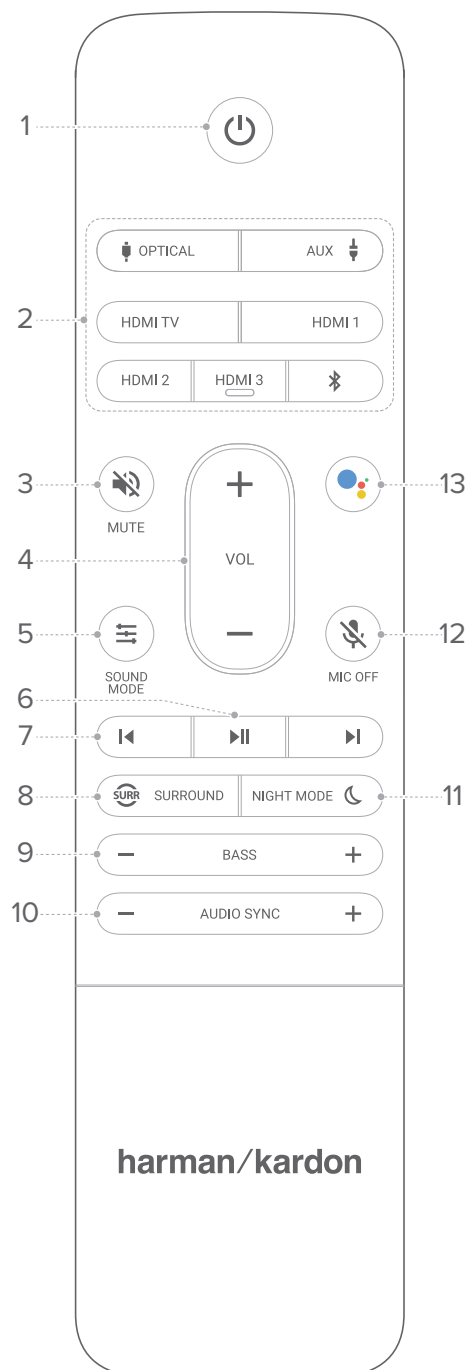 1
OPTICAL AUX
2
HDMI TV HDMI 1
HDMI 2 HDMI 3
3 13
MUTE
4 VOL
5 12
SOUND
MODE
MIC OFF
6
7
8 SURR SURROUND NIGHT MODE 11
9 BASS
10 AUDIO SYNC
harman/kardon